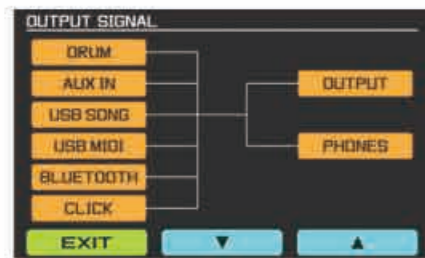 OUTPUT SIGNAL
DRUM
AUX IN
OUTPUT
USB SONG
USB MIDI
PHONES
BLUETOOTH
CLICK
EXIT ▼ ▲